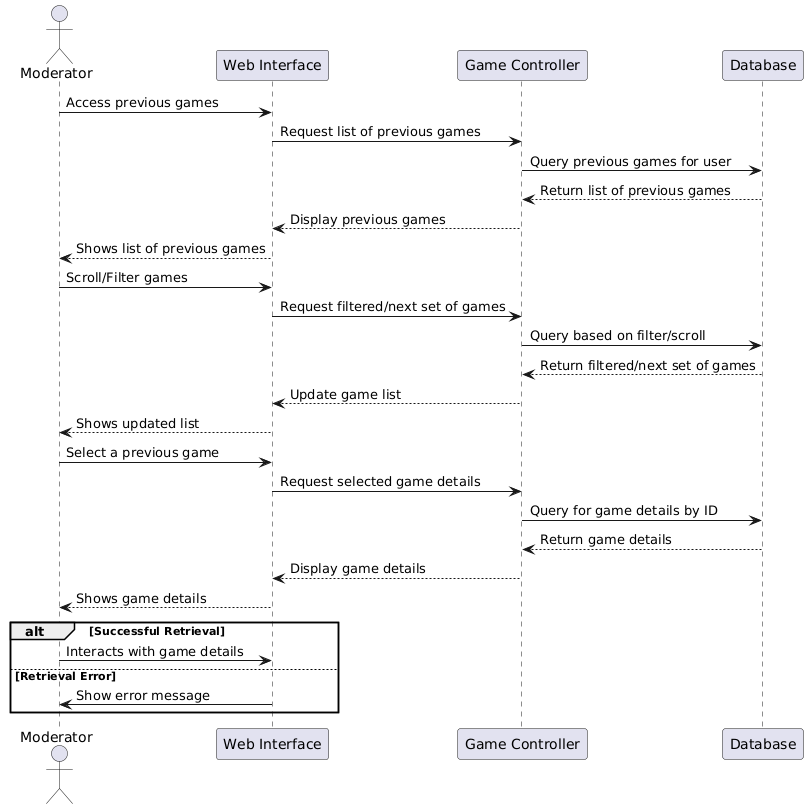 Moderator
Web Interface
Game Controller
Database
Access previous games
Request list of previous games
Query previous games for user
Return list of previous games
Display previous games
Shows list of previous games
Scroll/Filter games
Request filtered/next set of games
Query based on filter/scroll
Return filtered/next set of games
Update game list
Shows updated list
Select a previous game
Request selected game details
Query for game details by ID
Return game details
Display game details
Shows game details
alt [Successful Retrieval]
Interacts with game details
[Retrieval Error]
Show error message
Moderator
Web Interface
Game Controller
Database